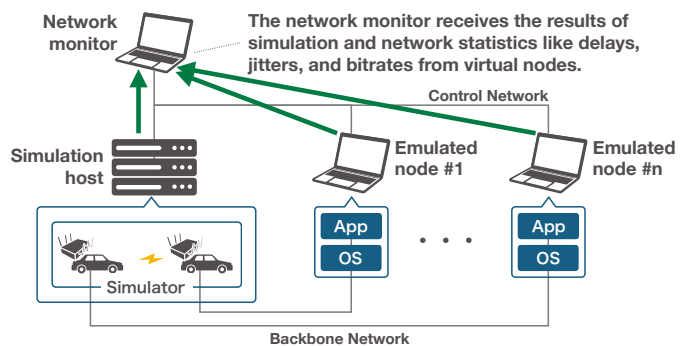 Network
monitor
The network monitor receives the results of
simulation and network statistics like delays,
jitters, and bitrates from virtual nodes.
Control Network
Simulation
host
Emulated
node #1
Emulated
node #n
App
OS
• • •
App
OS
Simulator
Backbone Network